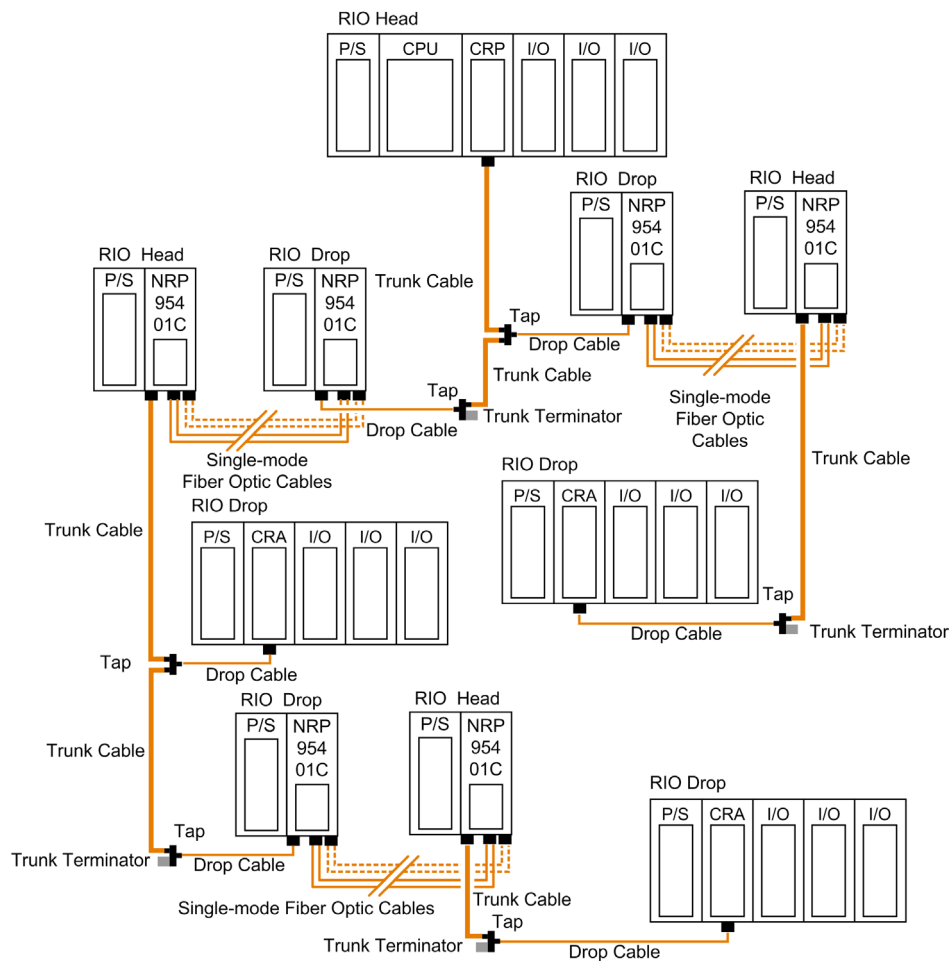 RIO Head
P/S CPU CRP I/O I/O I/O
RIO Drop
P/S NRP
954
01C
RIO Head
P/S NRP
954
01C
RIO Head
P/S NRP
954
01C
RIO Drop
P/S NRP
954
01C
Trunk Cable
Tap
Drop Cable
Trunk Cable
Tap
Trunk Terminator
Drop Cable
Single-mode
Fiber Optic
Cables
Single-mode
Fiber Optic Cables
Trunk Cable
RIO Drop
P/S CRA I/O I/O I/O
RIO Drop
P/S CRA I/O I/O I/O
Trunk Cable
Tap
Drop Cable
Trunk Terminator
Tap
Drop Cable
RIO Drop
P/S NRP
954
01C
RIO Head
P/S NRP
954
01C
Trunk Cable
RIO Drop
P/S CRA I/O I/O I/O
Tap
Trunk Terminator
Drop Cable
Single-mode Fiber Optic Cables
Trunk Cable
Tap
Trunk Terminator
Drop Cable